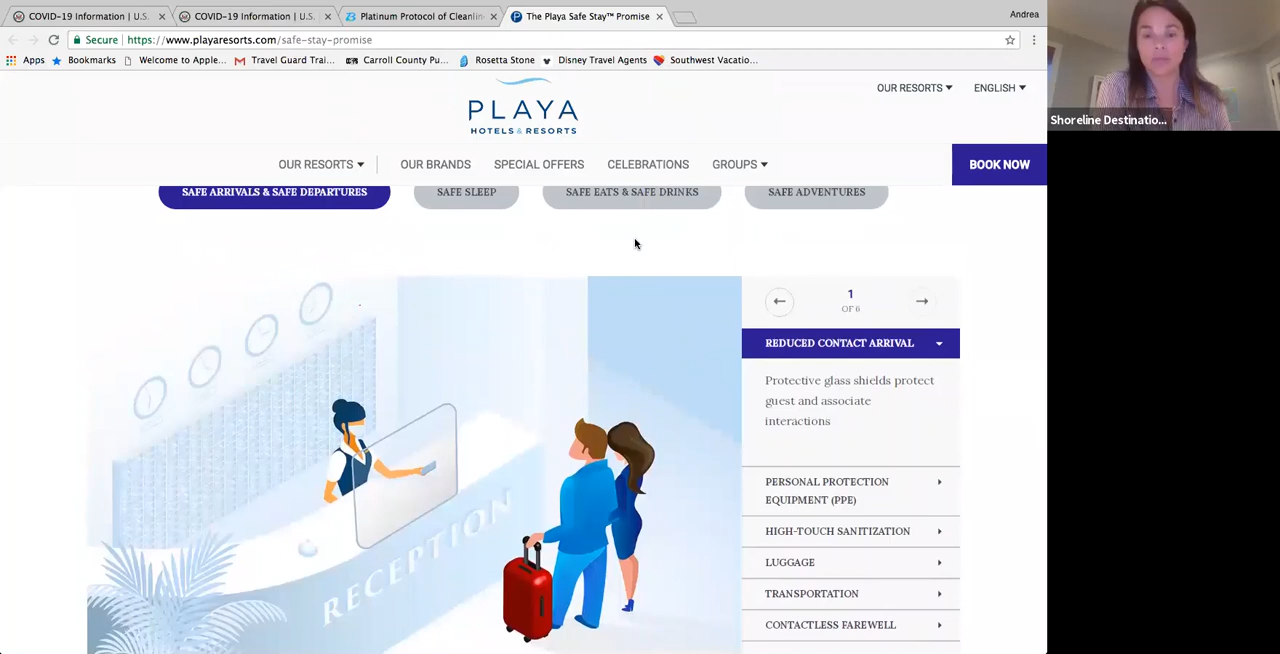 COVID-19 Information | U.S.
COVID-19 Information | U.S.
Platinum Protocol of Cleanlin
The Playa Safe Stay™ Promise
Andrea
Secure
https://www.playaresorts.com/safe-stay-promise
Apps
Bookmarks
Welcome to Apple...
Travel Guard Trai...
Carroll County Pu...
Rosetta Stone
Disney Travel Agents
Southwest Vacatio...
Shoreline Destinatio...
PLAYA
HOTELS & RESORTS
OUR RESORTS
ENGLISH
OUR RESORTS
OUR BRANDS
SPECIAL OFFERS
CELEBRATIONS
GROUPS
BOOK NOW
SAFE ARRIVALS & SAFE DEPARTURES
SAFE SLEEP
SAFE EATS & SAFE DRINKS
SAFE ADVENTURES
RECEPTION
1
OF 6
REDUCED CONTACT ARRIVAL
Protective glass shields protect
guest and associate
interactions
PERSONAL PROTECTION
EQUIPMENT (PPE)
HIGH-TOUCH SANITIZATION
LUGGAGE
TRANSPORTATION
CONTACTLESS FAREWELL